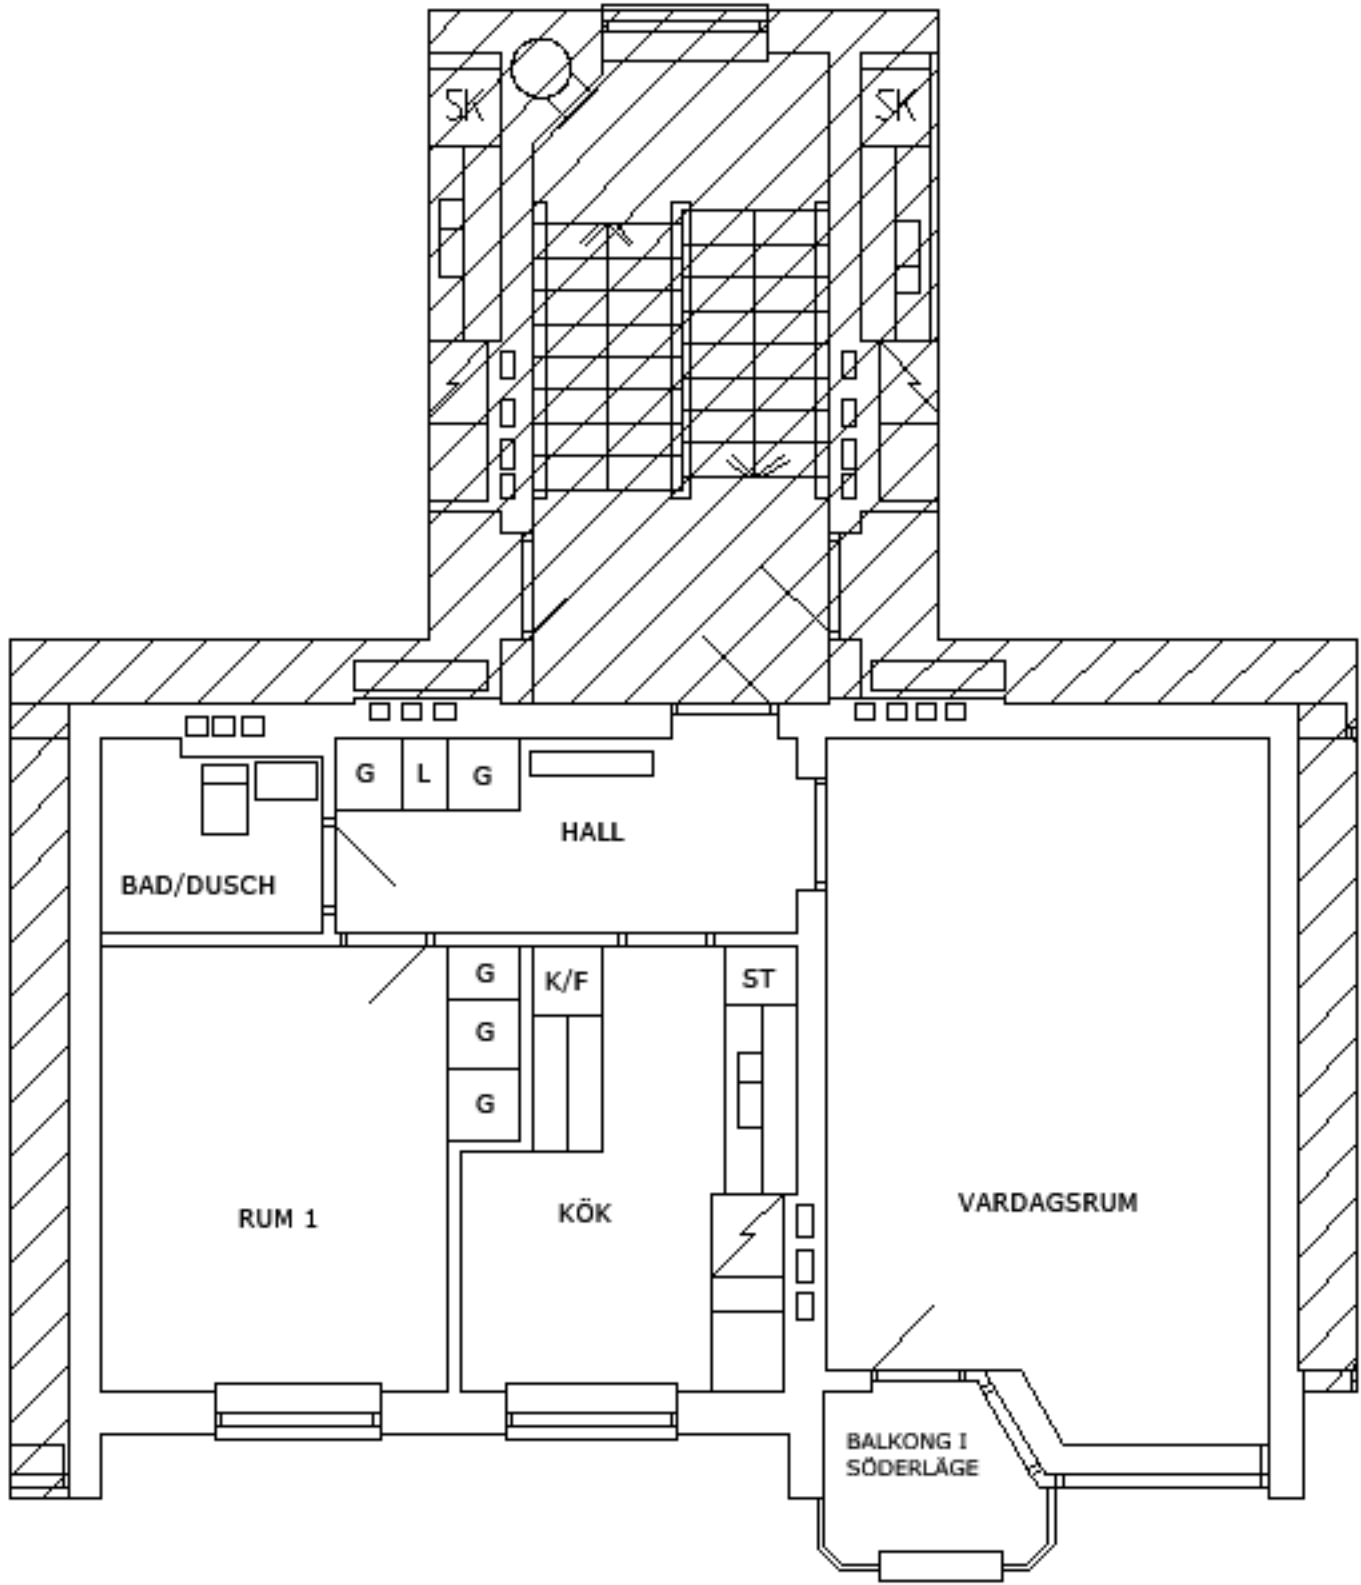 SK
SK
G
L
G
HALL
BAD/DUSCH
G
K/F
ST
G
G
RUM 1
KÖK
VARDAGSRUM
BALKONG I
SÖDERLÄGE